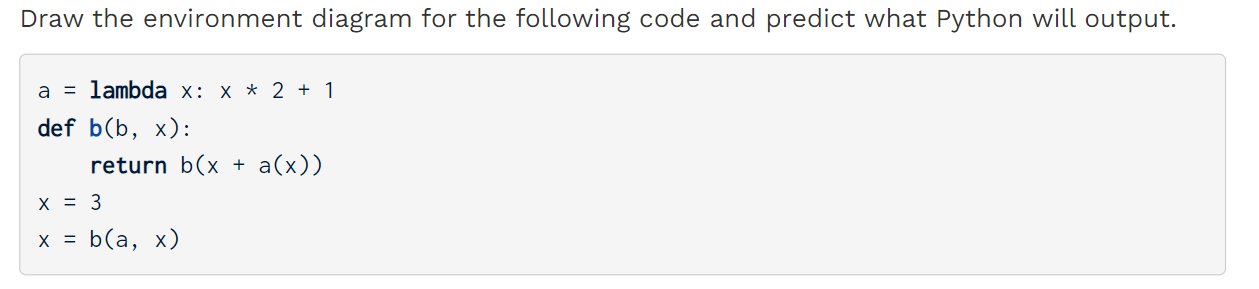 Draw the environment diagram for the following code and predict what Python will output.
a = lambda x: x * 2 + 1
def b(b, x):
    return b(x + a(x))
x = 3
x = b(a, x)